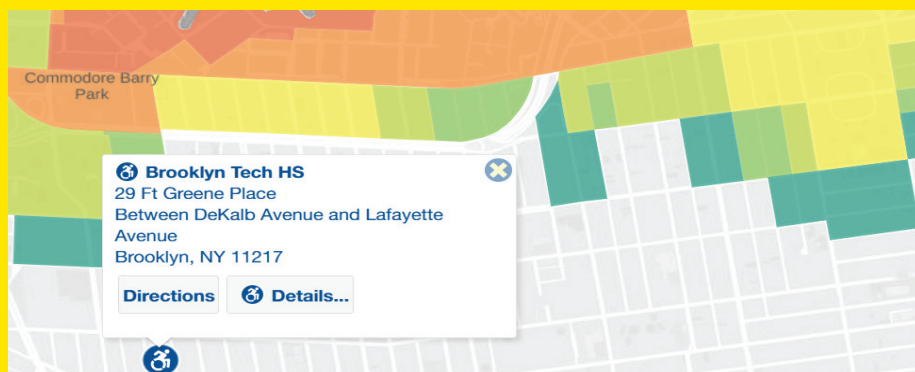 Commodore Barry
Park
Brooklyn Tech HS
29 Ft Greene Place
Between DeKalb Avenue and Lafayette
Avenue
Brooklyn, NY 11217
Directions
Details...